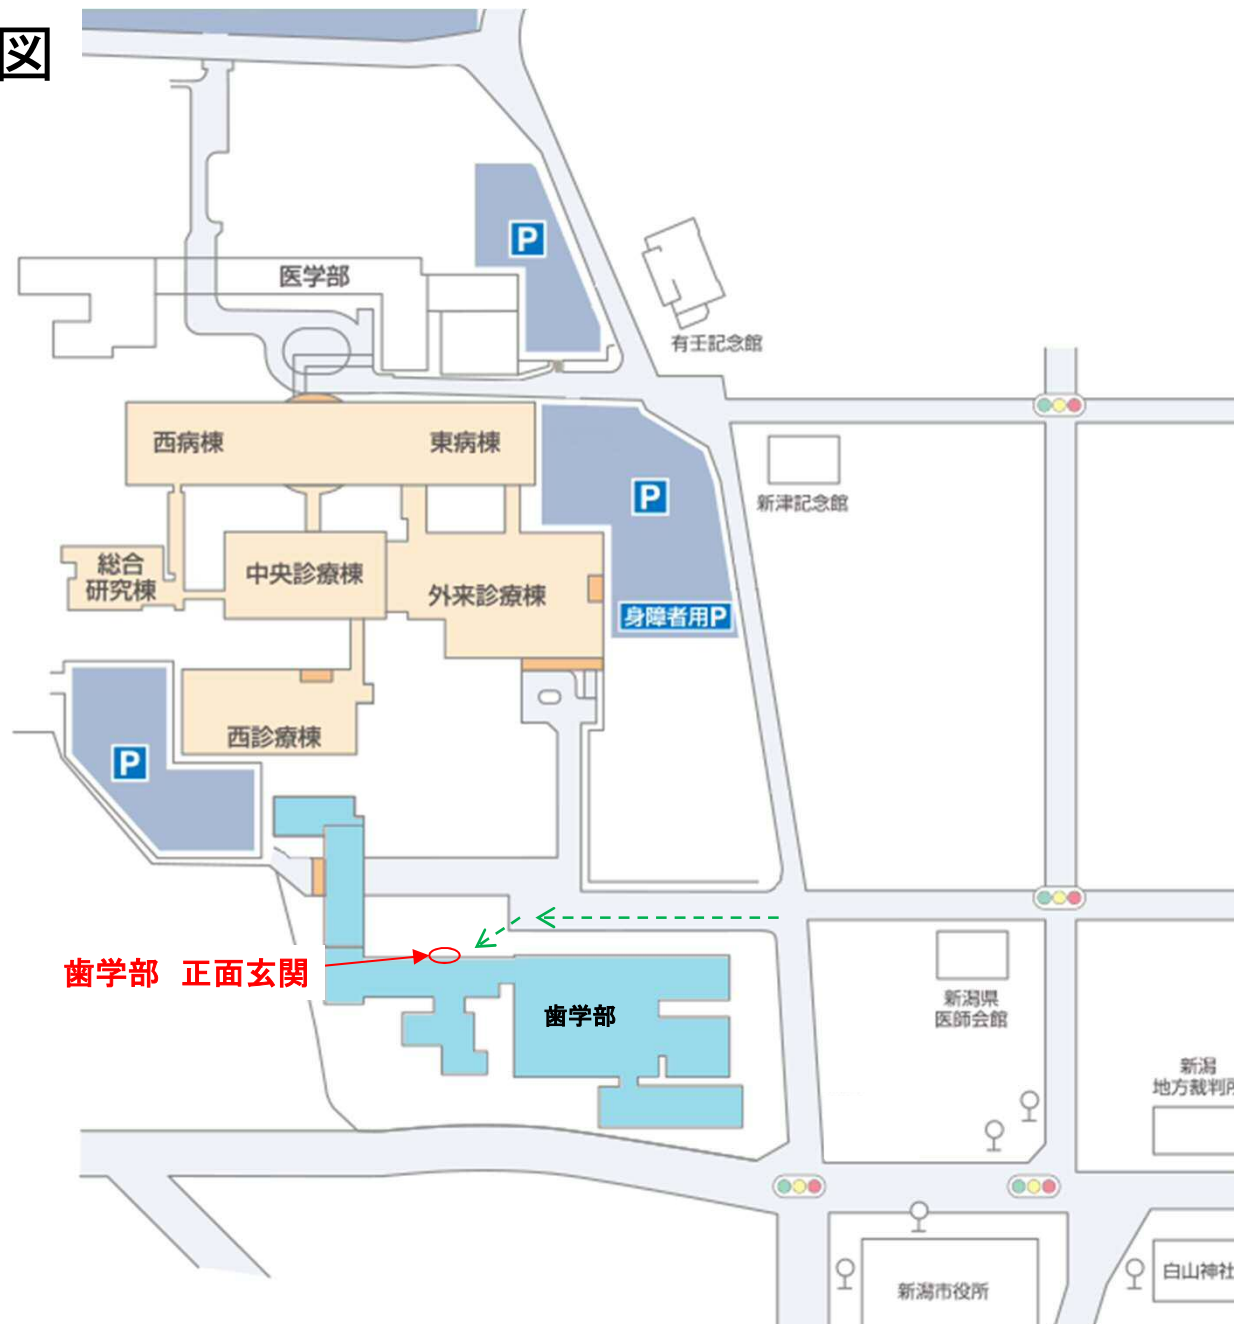 図
P
医学部
有壬記念館
西病棟
東病棟
P
新津記念館
総合
研究棟
中央診療棟
外来診療棟
身障者用P
西診療棟
P
歯学部 正面玄関
歯学部
新潟県
医師会館
新潟
地方裁判所
新潟市役所
白山神社